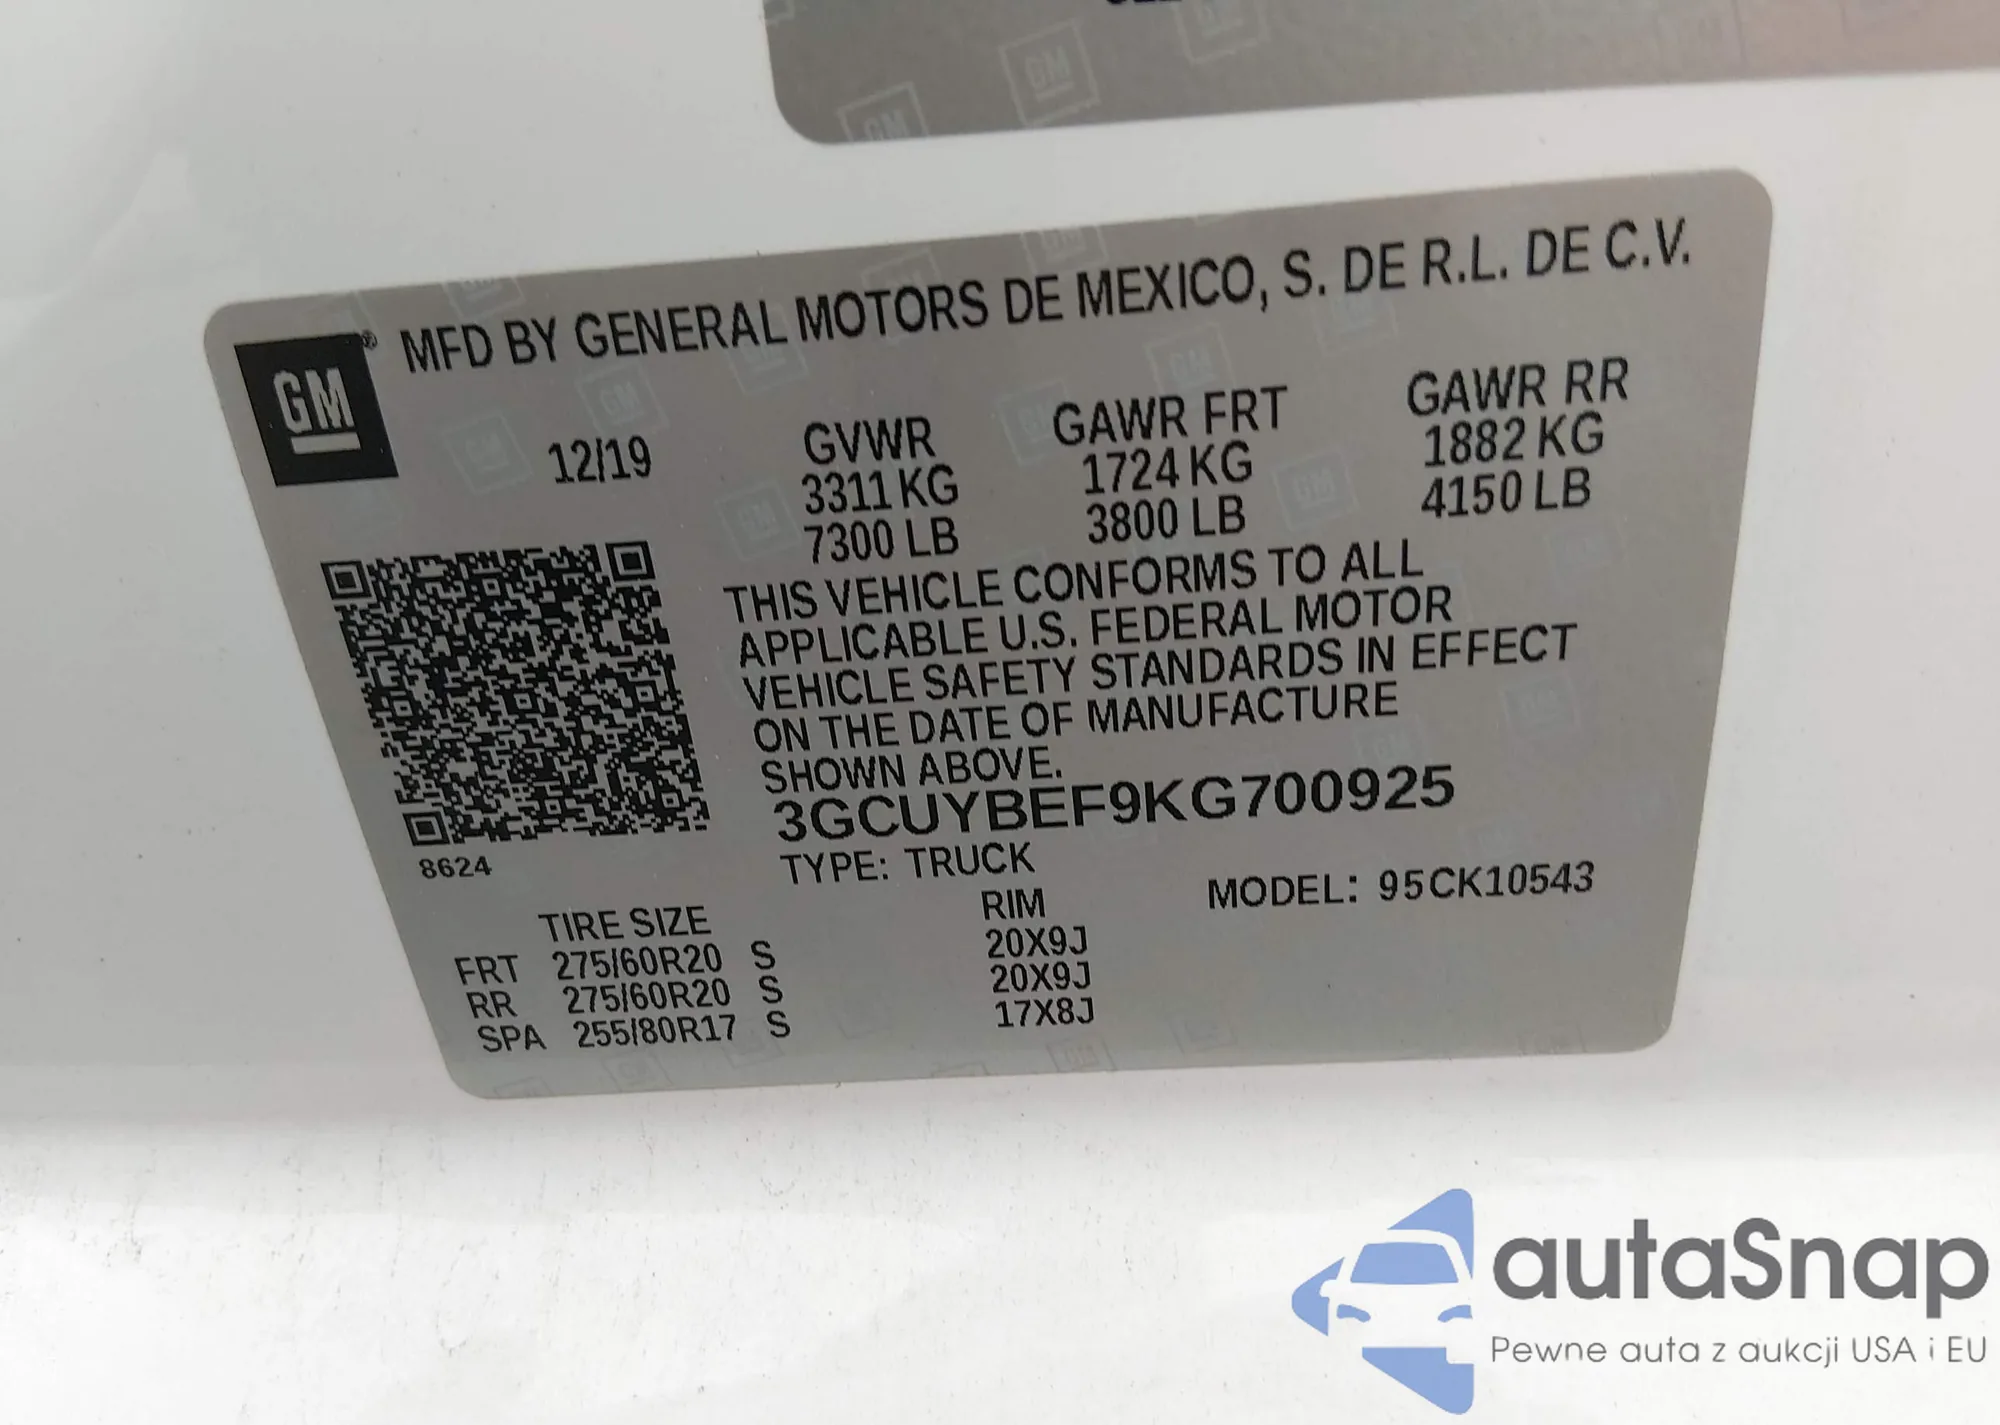 MFD BY GENERAL MOTORS DE MEXICO, S. DE R.L. DE C.V.
GM®
12/19 GVWR GAWR FRT GAWR RR
3311 KG 1724 KG 1882 KG
7300 LB 3800 LB 4150 LB
THIS VEHICLE CONFORMS TO ALL
APPLICABLE U.S. FEDERAL MOTOR
VEHICLE SAFETY STANDARDS IN EFFECT
ON THE DATE OF MANUFACTURE
SHOWN ABOVE.
3GCUYBEF9KG700925
8624
TYPE: TRUCK MODEL: 95CK10543
TIRE SIZE RIM
FRT 275/60R20 S 20X9J
RR 275/60R20 S 20X9J
SPA 255/80R17 S 17X8J
autaSnap
Pewne auta z aukcji USA i EU